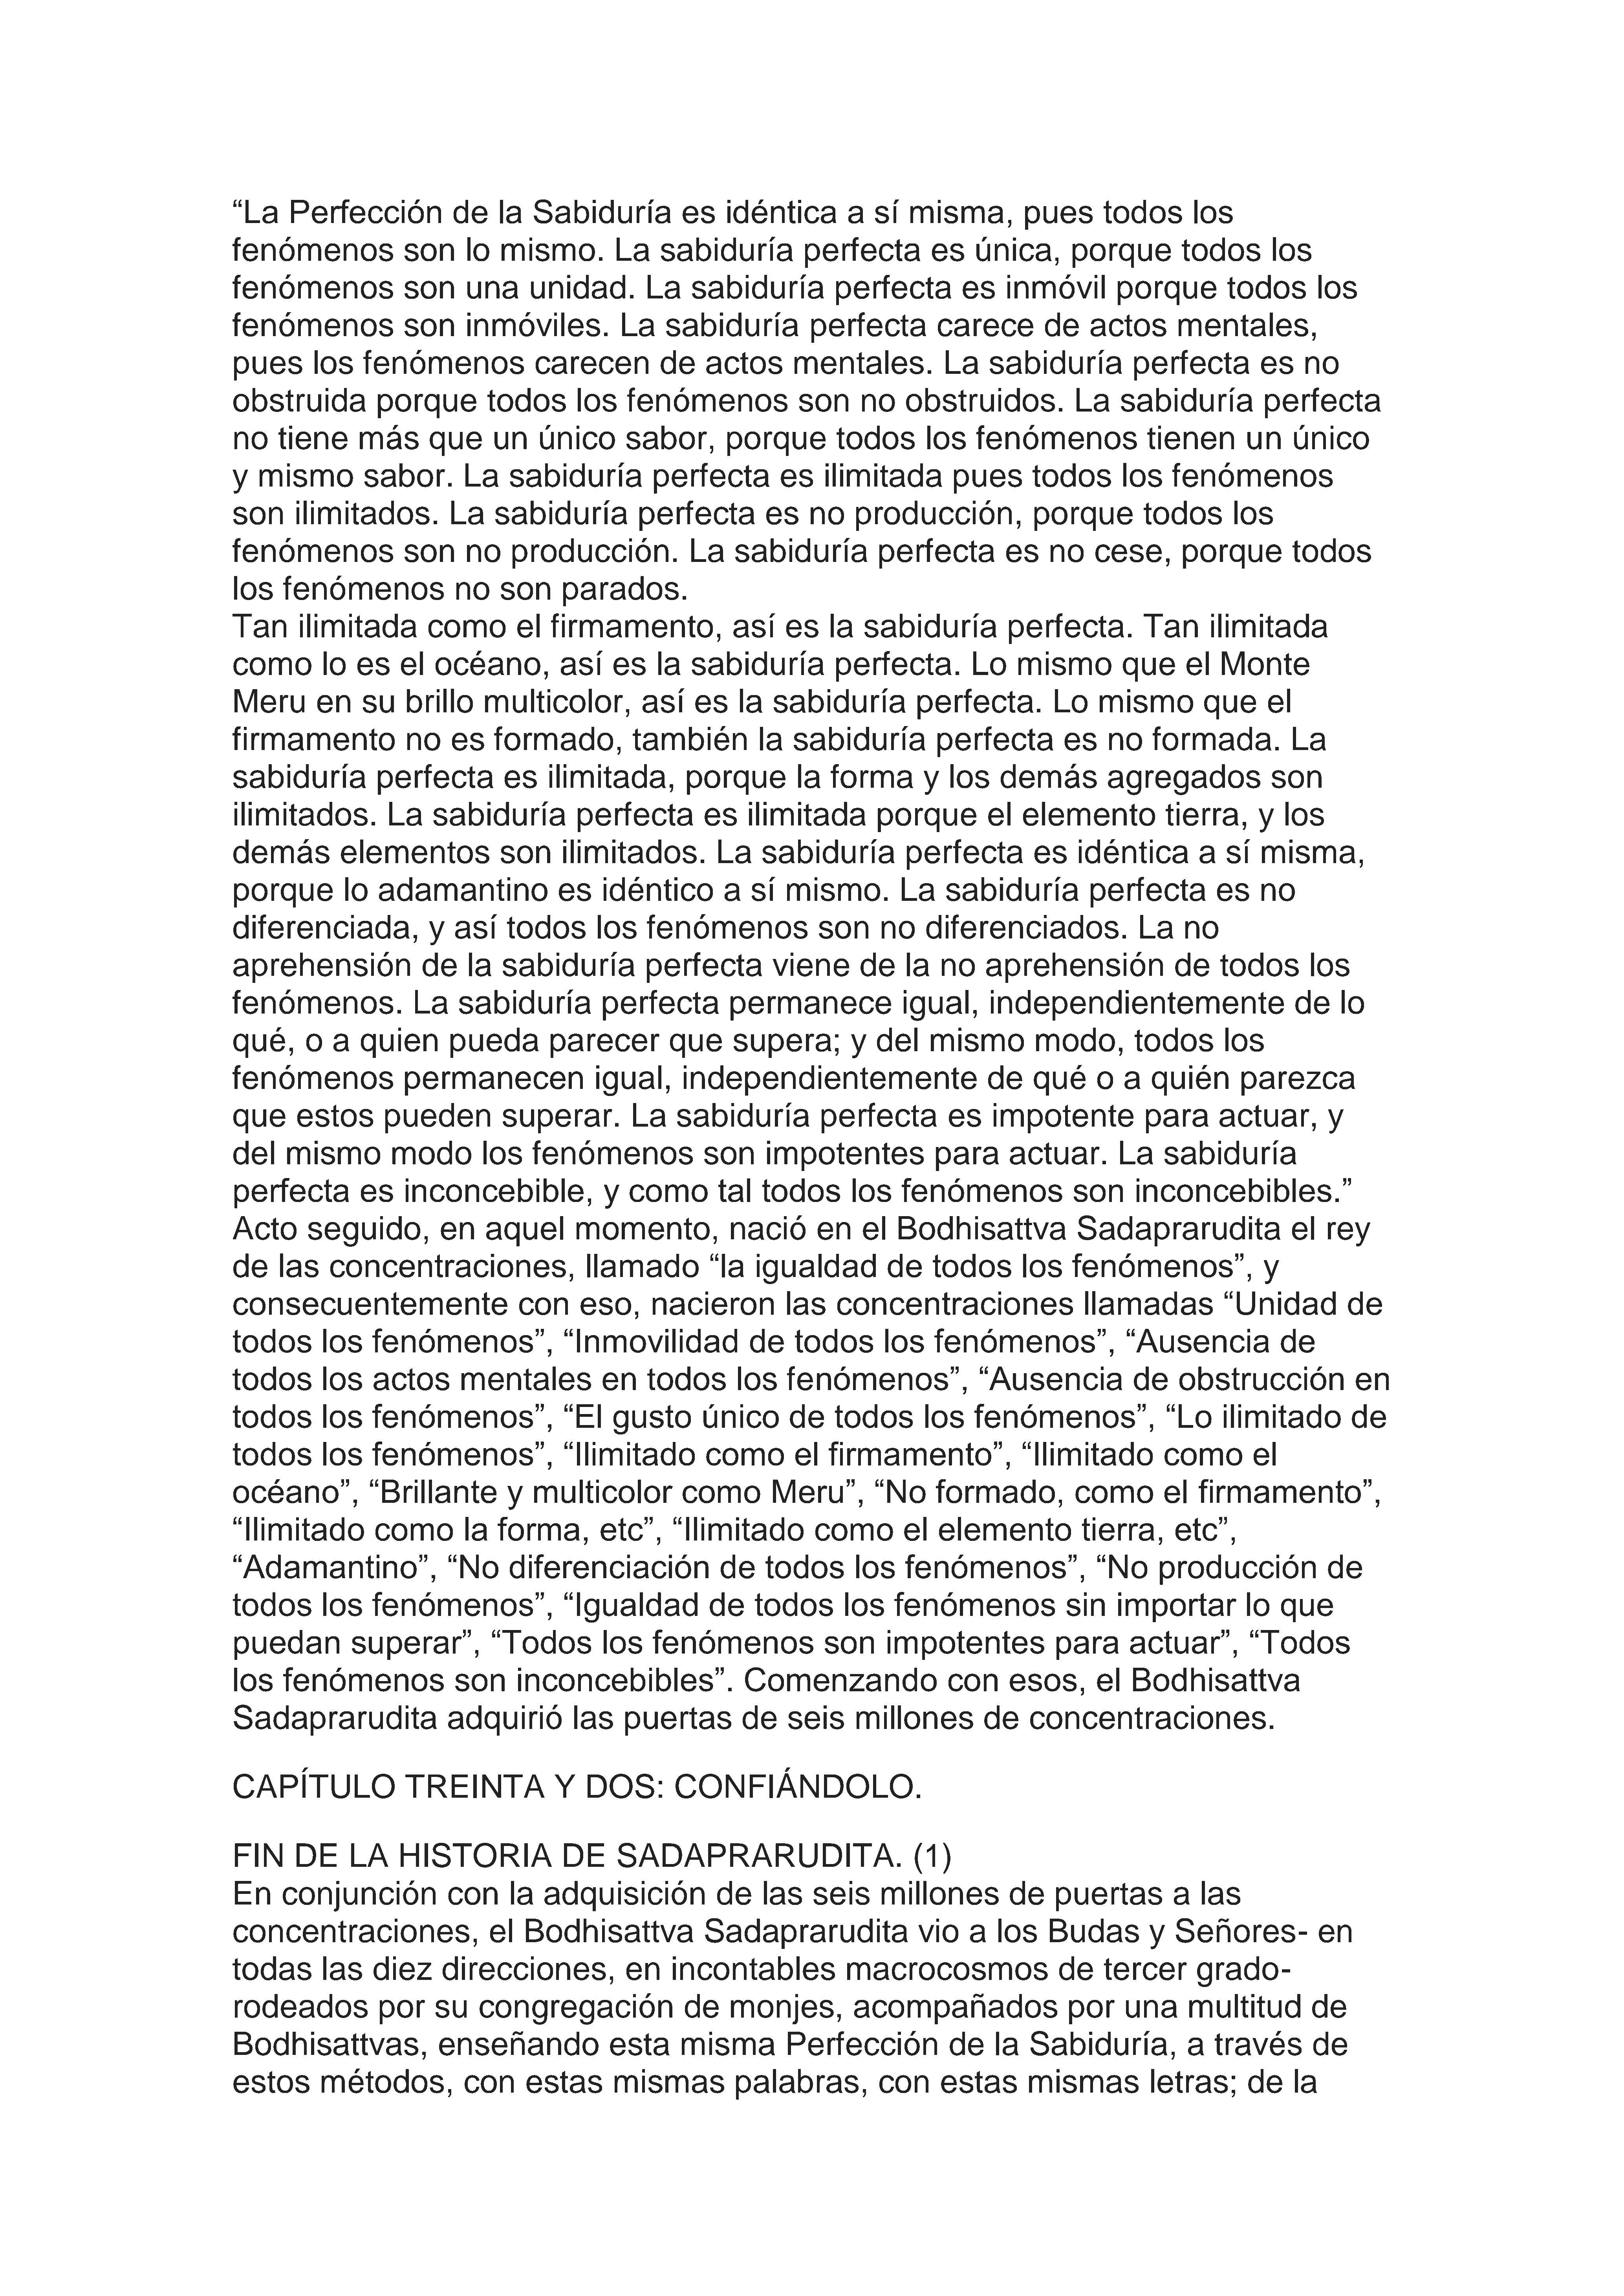 “La Perfección de la Sabiduría es idéntica a sí misma, pues todos los
fenómenos son lo mismo. La sabiduría perfecta es única, porque todos los
fenómenos son una unidad. La sabiduría perfecta es inmóvil porque todos los
fenómenos son inmóviles. La sabiduría perfecta carece de actos mentales,
pues los fenómenos carecen de actos mentales. La sabiduría perfecta es no
obstruida porque todos los fenómenos son no obstruidos. La sabiduría perfecta
no tiene más que un único sabor, porque todos los fenómenos tienen un único
y mismo sabor. La sabiduría perfecta es ilimitada pues todos los fenómenos
son ilimitados. La sabiduría perfecta es no producción, porque todos los
fenómenos son no producción. La sabiduría perfecta es no cese, porque todos
los fenómenos no son parados.
Tan ilimitada como el firmamento, así es la sabiduría perfecta. Tan ilimitada
como lo es el océano, así es la sabiduría perfecta. Lo mismo que el Monte
Meru en su brillo multicolor, así es la sabiduría perfecta. Lo mismo que el
firmamento no es formado, también la sabiduría perfecta es no formada. La
sabiduría perfecta es ilimitada, porque la forma y los demás agregados son
ilimitados. La sabiduría perfecta es ilimitada porque el elemento tierra, y los
demás elementos son ilimitados. La sabiduría perfecta es idéntica a sí misma,
porque lo adamantino es idéntico a sí mismo. La sabiduría perfecta es no
diferenciada, y así todos los fenómenos son no diferenciados. La no
aprehensión de la sabiduría perfecta viene de la no aprehensión de todos los
fenómenos. La sabiduría perfecta permanece igual, independientemente de lo
qué, o a quien pueda parecer que supera; y del mismo modo, todos los
fenómenos permanecen igual, independientemente de qué o a quién parezca
que estos pueden superar. La sabiduría perfecta es impotente para actuar, y
del mismo modo los fenómenos son impotentes para actuar. La sabiduría
perfecta es inconcebible, y como tal todos los fenómenos son inconcebibles.”
Acto seguido, en aquel momento, nació en el Bodhisattva Sadaprarudita el rey
de las concentraciones, llamado “la igualdad de todos los fenómenos”, y
consecuentemente con eso, nacieron las concentraciones llamadas “Unidad de
todos los fenómenos”, “Inmovilidad de todos los fenómenos”, “Ausencia de
todos los actos mentales en todos los fenómenos”, “Ausencia de obstrucción en
todos los fenómenos”, “El gusto único de todos los fenómenos”, “Lo ilimitado de
todos los fenómenos”, “Ilimitado como el firmamento”, “Ilimitado como el
océano”, “Brillante y multicolor como Meru”, “No formado, como el firmamento”,
“Ilimitado como la forma, etc”, “Ilimitado como el elemento tierra, etc”,
“Adamantino”, “No diferenciación de todos los fenómenos”, “No producción de
todos los fenómenos”, “Igualdad de todos los fenómenos sin importar lo que
puedan superar”, “Todos los fenómenos son impotentes para actuar”, “Todos
los fenómenos son inconcebibles”. Comenzando con esos, el Bodhisattva
Sadaprarudita adquirió las puertas de seis millones de concentraciones.
CAPÍTULO TREINTA Y DOS: CONFIÁNDOLO.
FIN DE LA HISTORIA DE SADAPRARUDITA. (1)
En conjunción con la adquisición de las seis millones de puertas a las
concentraciones, el Bodhisattva Sadaprarudita vio a los Budas y Señores- en
todas las diez direcciones, en incontables macrocosmos de tercer grado-
rodeados por su congregación de monjes, acompañados por una multitud de
Bodhisattvas, enseñando esta misma Perfección de la Sabiduría, a través de
estos métodos, con estas mismas palabras, con estas mismas letras; de la